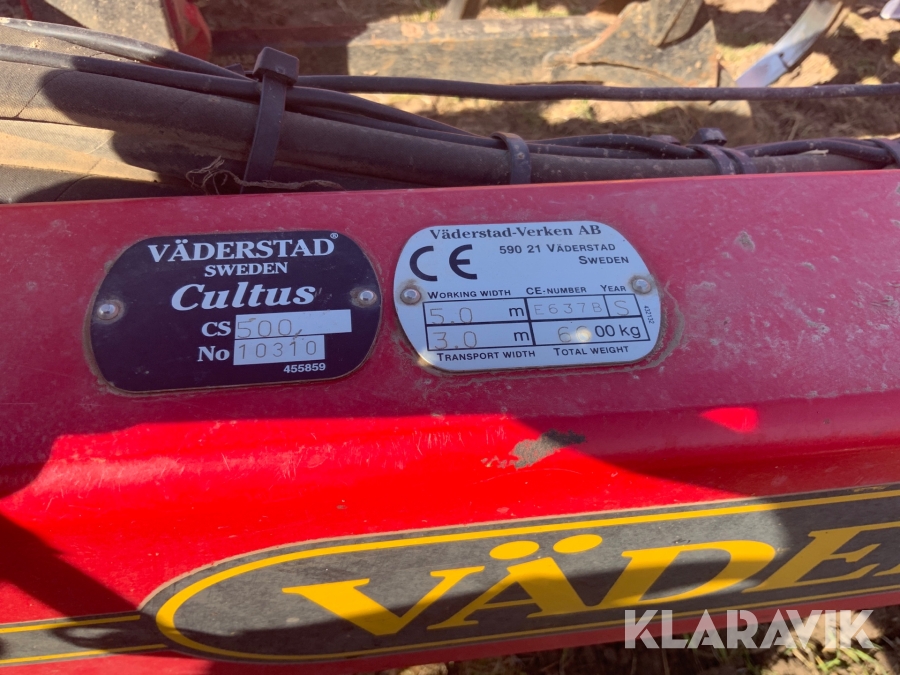 VÄDERSTAD®
SWEDEN
Cultus
CS 500,
No 10310
455859
Väderstad-Verken AB
CE 590 21 VÄDERSTAD
SWEDEN
WORKING WIDTH CE-NUMBER YEAR
5.0 m E637B S
3.0 m 00 kg
TRANSPORT WIDTH TOTAL WEIGHT
VÄDE
KLARAVIK